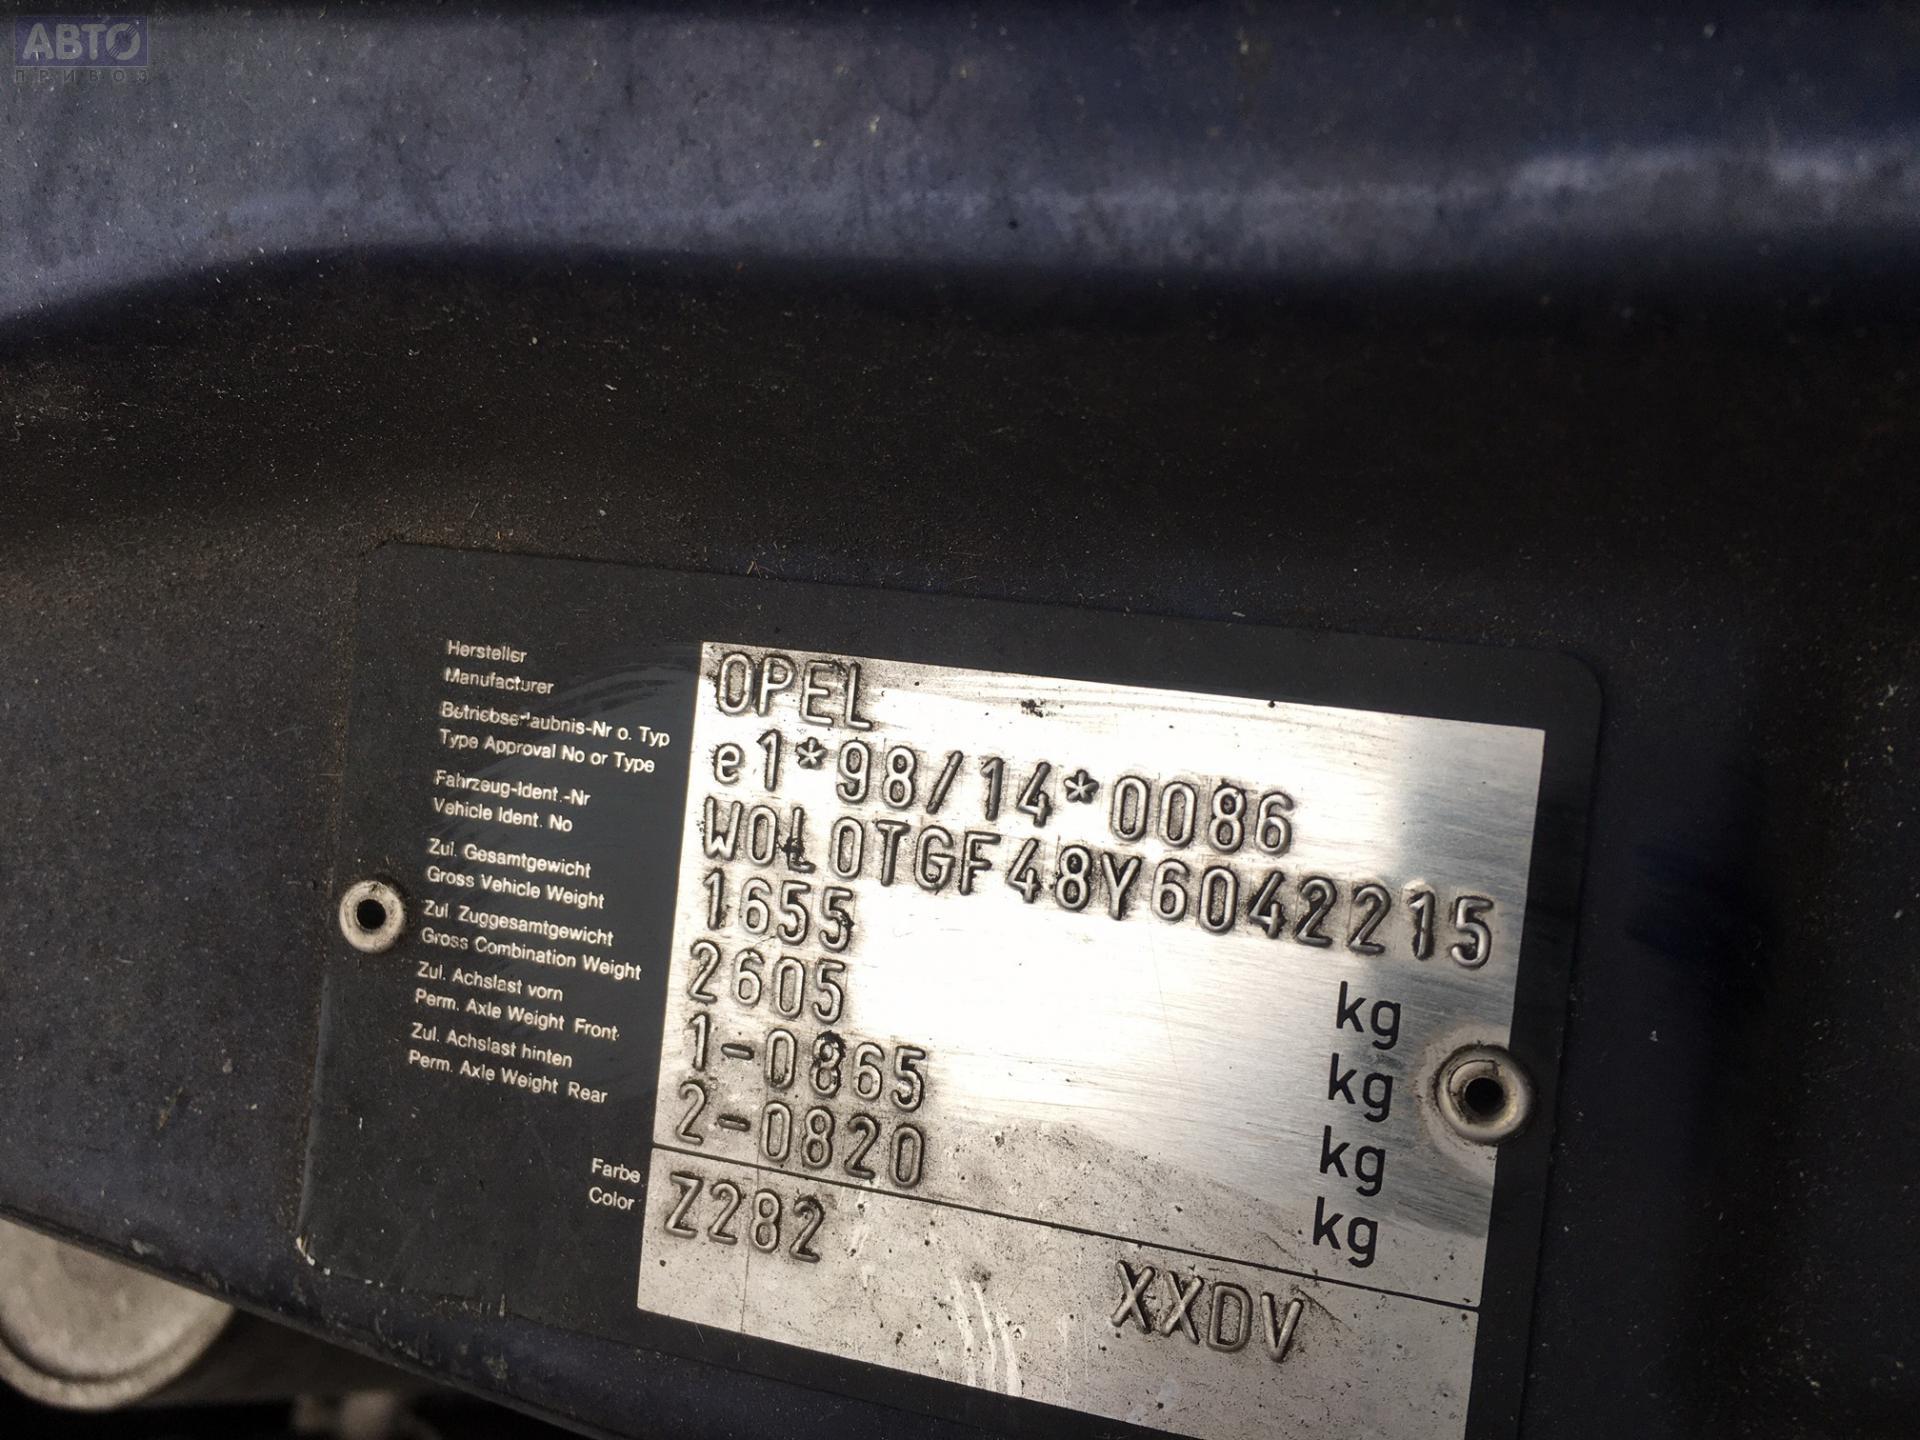 АВТО
ПРИВОЗ
Hersteller
Manufacturer
OPEL
Betriebserlaubnis-Nr o. Typ
Type Approval No or Type
e1*98/14*0086
Fahrzeug-Ident.-Nr
Vehicle Ident. No
W0L0TGF48Y6042215
Zul. Gesamtgewicht
Gross Vehicle Weight
1655 kg
Zul. Zuggesamtgewicht
Gross Combination Weight
2605 kg
Zul. Achslast vorn
Perm. Axle Weight Front
1-0865 kg
Zul. Achslast hinten
Perm. Axle Weight Rear
2-0820 kg
Farbe
Color
Z282
XXDV